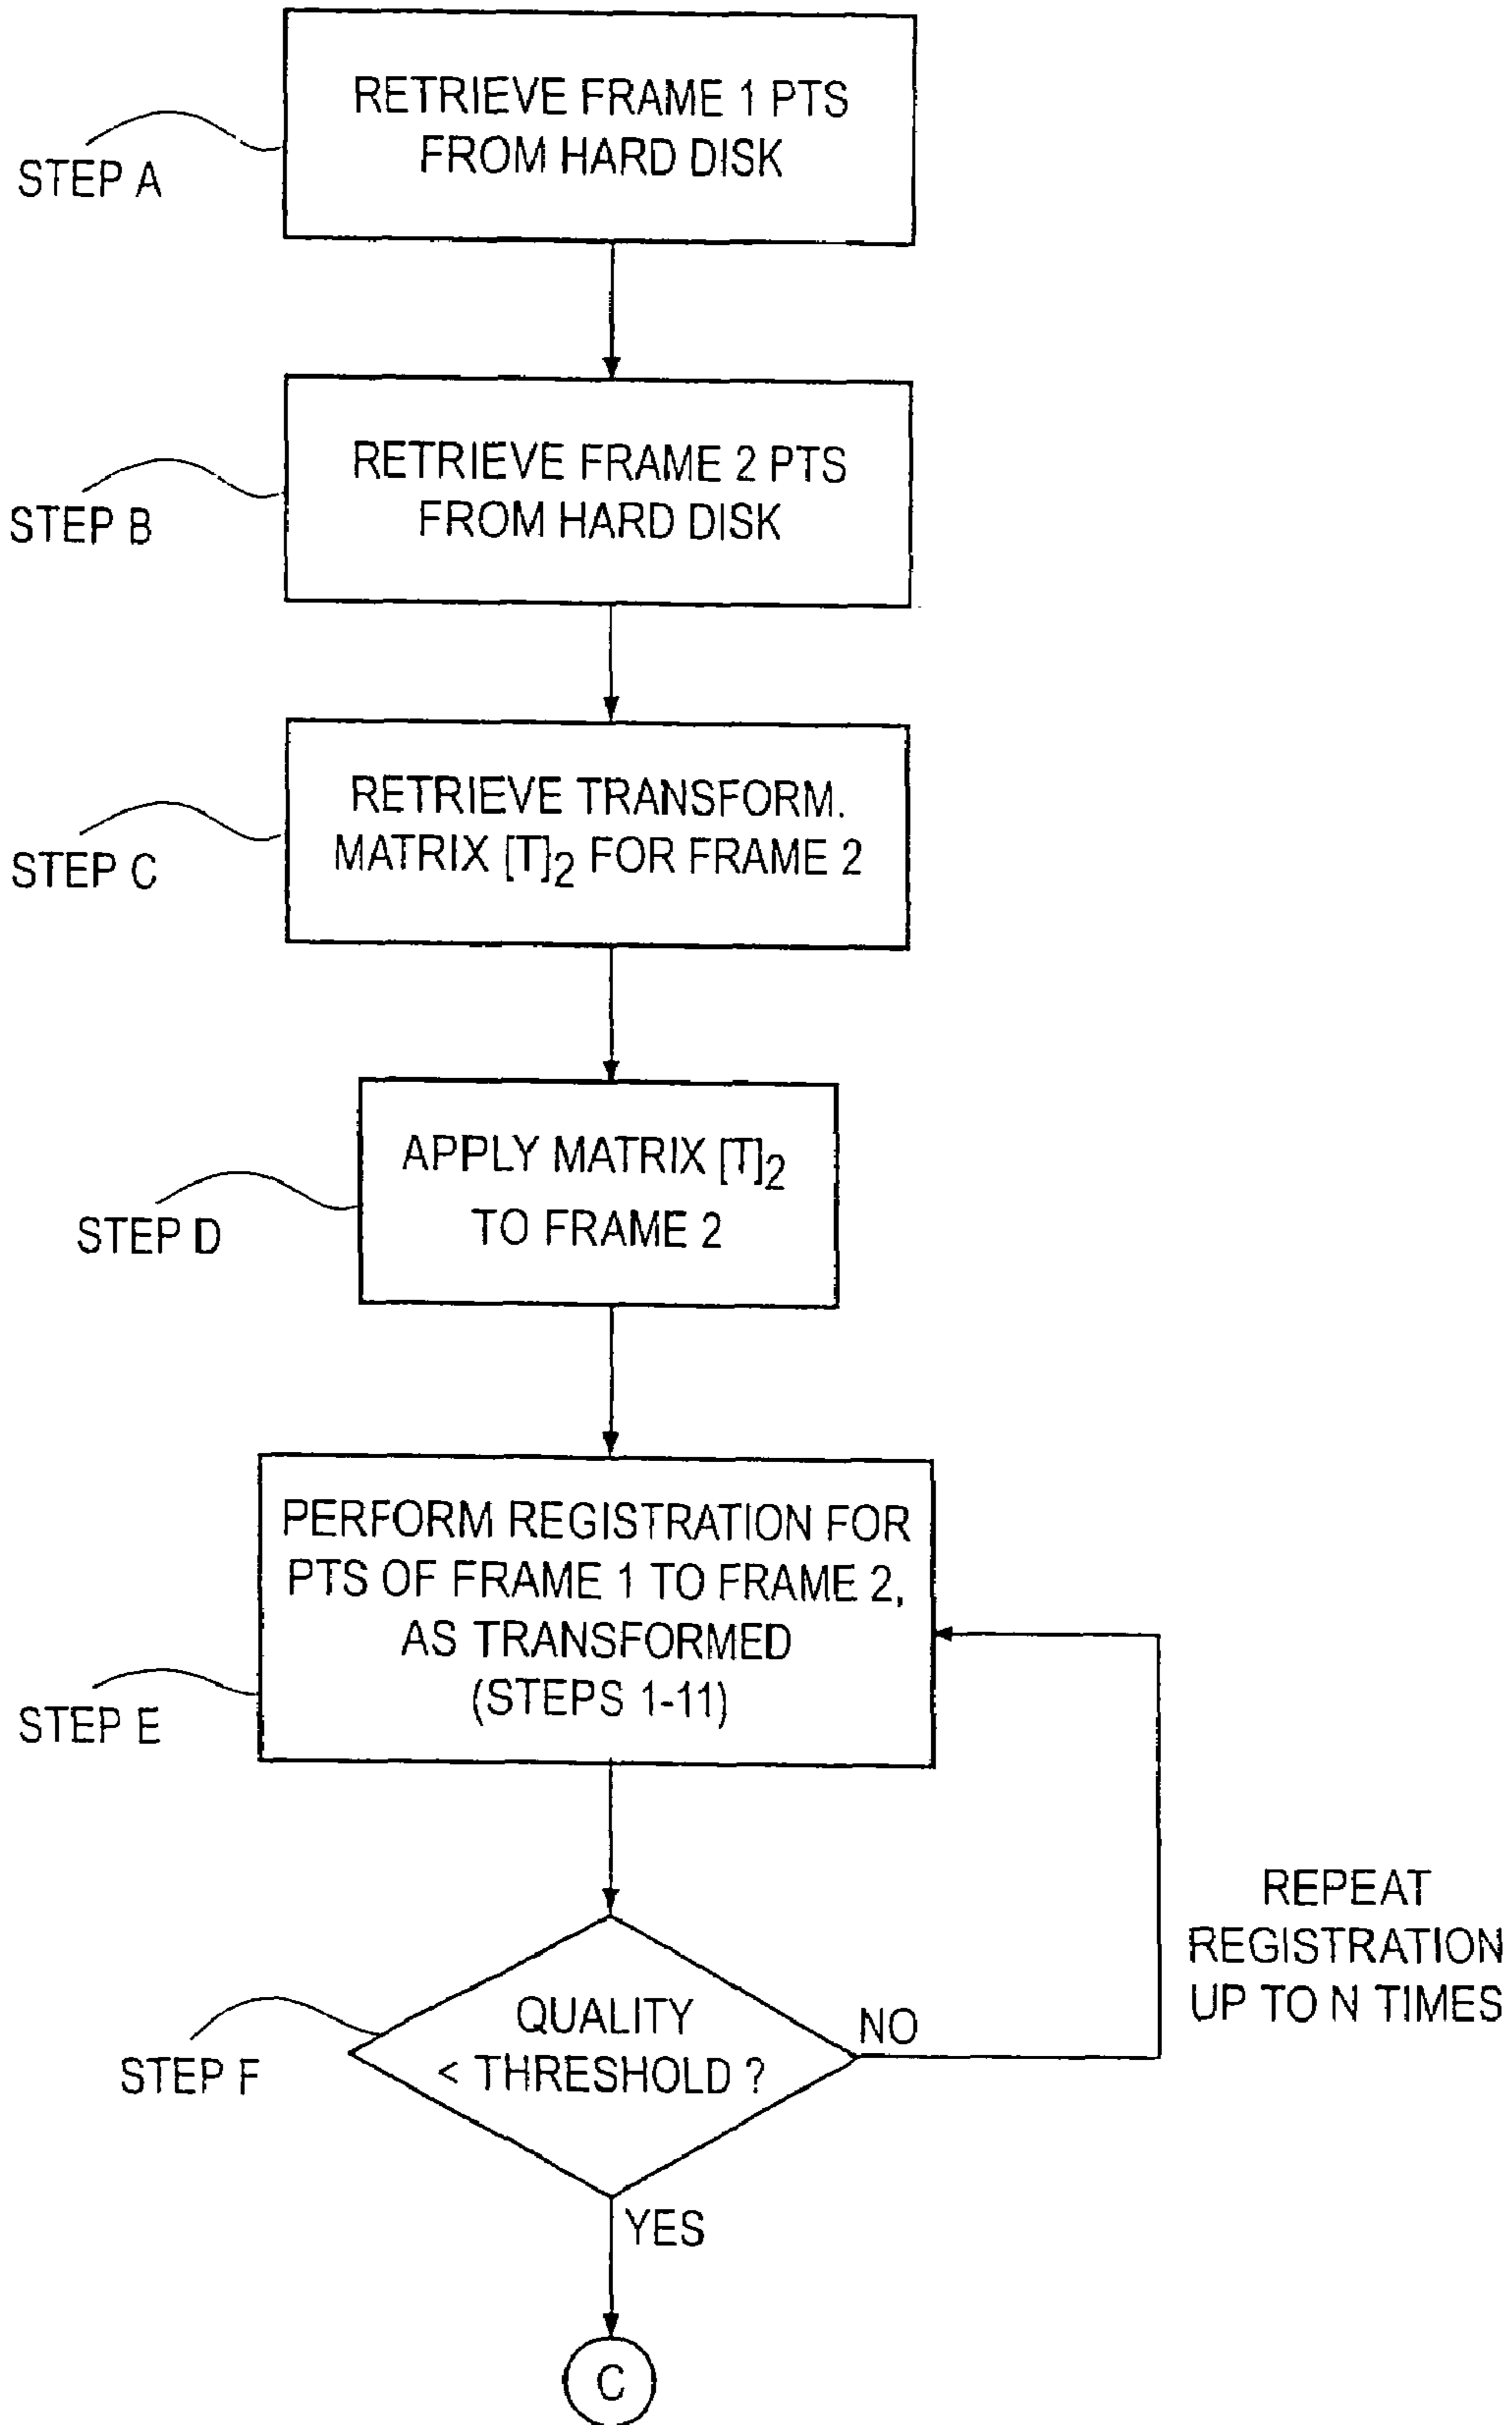 RETRIEVE FRAME 1 PTS
FROM HARD DISK
STEP A
RETRIEVE FRAME 2 PTS
FROM HARD DISK
STEP B
RETRIEVE TRANSFORM.
MATRIX [T]2 FOR FRAME 2
STEP C
APPLY MATRIX [T]2
TO FRAME 2
STEP D
PERFORM REGISTRATION FOR
PTS OF FRAME 1 TO FRAME 2,
AS TRANSFORMED
(STEPS 1-11)
STEP E
REPEAT
REGISTRATION
UP TO N TIMES
QUALITY
< THRESHOLD ?
NO
STEP F
YES
C